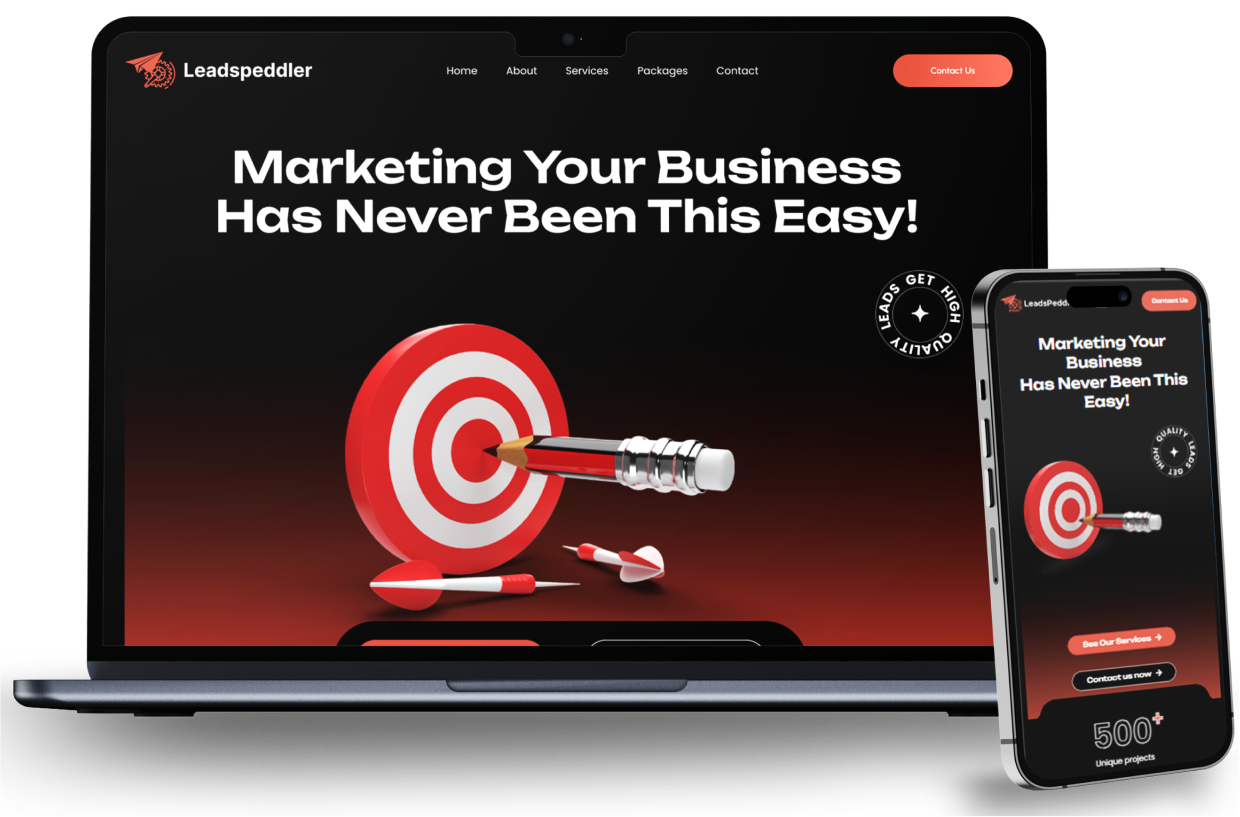 Leadspeddler
Home About Services Packages Contact
Contact Us
Marketing Your Business
Has Never Been This Easy!
LEADS GET HIGH QUALITY
LeadsPeddl
Contact Us
Marketing Your
Business
Has Never Been This
Easy!
QUALITY LEADS GET HIGH
See Our Services →
Contact us now →
500+
Unique projects